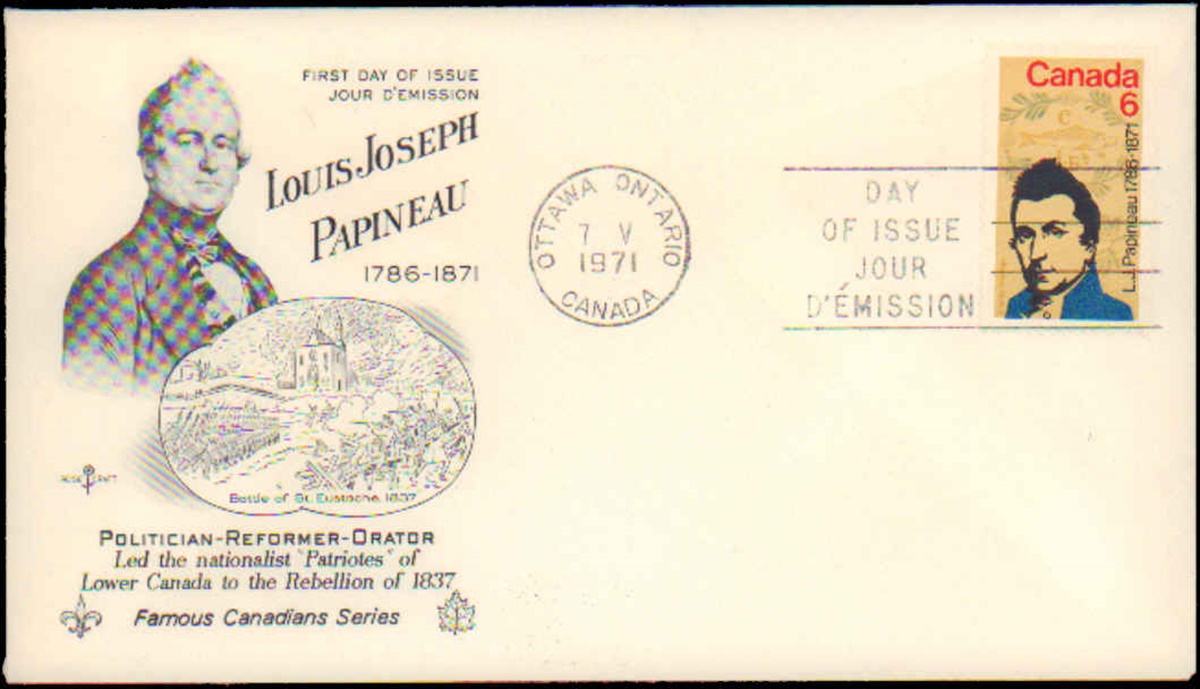 FIRST DAY OF ISSUE
JOUR D'EMISSION
LOUIS JOSEPH
PAPINEAU
1786-1871
Battle of St. Eustache, 1837
ROSE CRAFT
POLITICIAN-REFORMER-ORATOR
Led the nationalist "Patriotes" of
Lower Canada to the Rebellion of 1837
Famous Canadians Series
OTTAWA ONTARIO
7 V
1971
CANADA
DAY
OF ISSUE
JOUR
D'ÉMISSION
Canada
6
L.J. Papineau 1786-1871